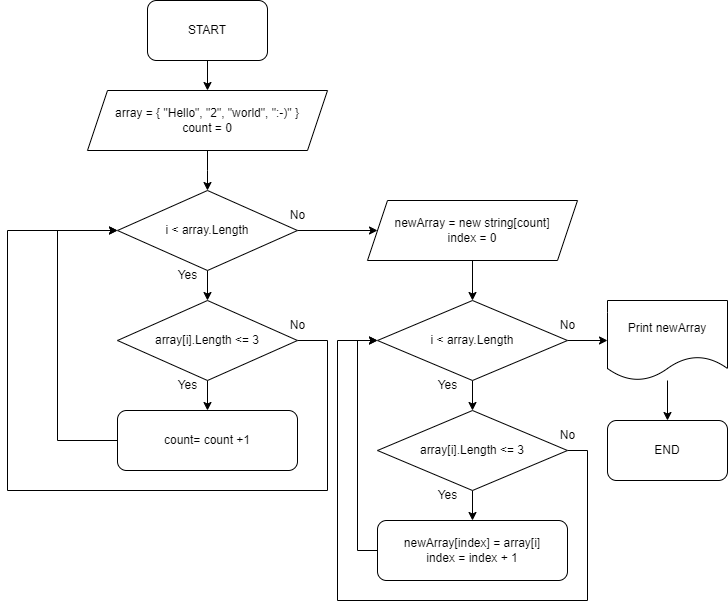 START
array = { "Hello", "2", "world", ":-)" }
count = 0
i < array.Length
No
Yes
array[i].Length <= 3
No
Yes
count= count +1
newArray = new string[count]
index = 0
i < array.Length
No
Yes
array[i].Length <= 3
No
Yes
newArray[index] = array[i]
index = index + 1
Print newArray
END